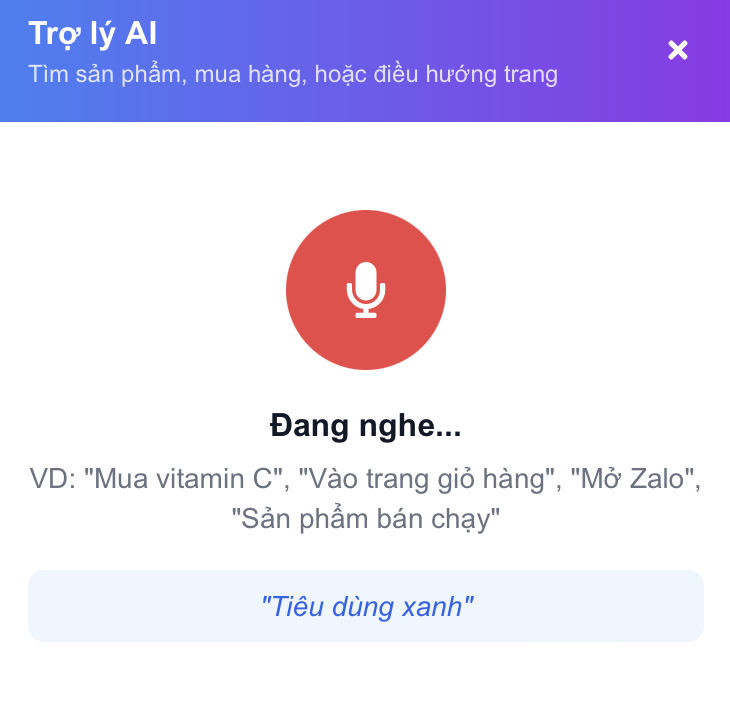 Trợ lý AI
Tìm sản phẩm, mua hàng, hoặc điều hướng trang
Đang nghe...
VD: "Mua vitamin C", "Vào trang giỏ hàng", "Mở Zalo",
"Sản phẩm bán chạy"
"Tiêu dùng xanh"